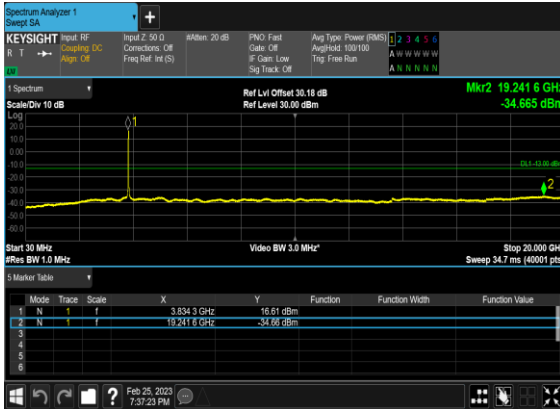 Spectrum Analyzer 1
Swept SA
+
KEYSIGHT Input: RF Input Z: 50 Ω #Atten: 20 dB PNO: Fast Avg Type: Power (RMS) 1 2 3 4 5 6
R T Coupling: DC Corrections: Off Gate: Off Avg|Hold: 100/100 A W W W W W
Align: Off Freq Ref: Int (S) IF Gain: Low Trig: Free Run
Sig Track: Off A N N N N N
1 Spectrum Ref Lvl Offset 30.18 dB Mkr2 19.241 6 GHz
Scale/Div 10 dB Ref Level 30.00 dBm -34.665 dBm
Log
20.0
10.0
0.00
-10.0
-20.0
-30.0
-40.0
-50.0
-60.0
1
DL1 -13.00 dBm
2
Start 30 MHz Video BW 3.0 MHz* Stop 20.000 GHz
#Res BW 1.0 MHz Sweep 34.7 ms (40001 pts)
5 Marker Table
Mode Trace Scale X Y Function Function Width Function Value
1 N 1 f 3.834 3 GHz 16.61 dBm
2 N 1 f 19.241 6 GHz -34.66 dBm
3
4
5
6
? Feb 25, 2023
7:37:23 PM